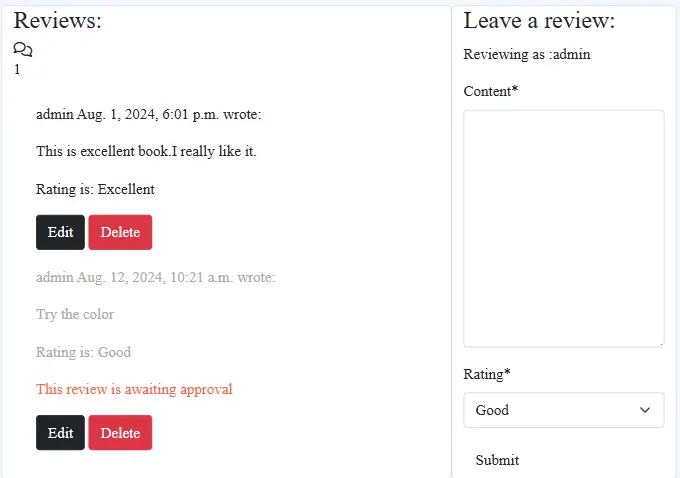 Reviews:
1
admin Aug. 1, 2024, 6:01 p.m. wrote:
This is excellent book.I really like it.
Rating is: Excellent
Edit Delete
admin Aug. 12, 2024, 10:21 a.m. wrote:
Try the color
Rating is: Good
This review is awaiting approval
Edit Delete
Leave a review:
Reviewing as :admin
Content*
Rating*
Good
Submit